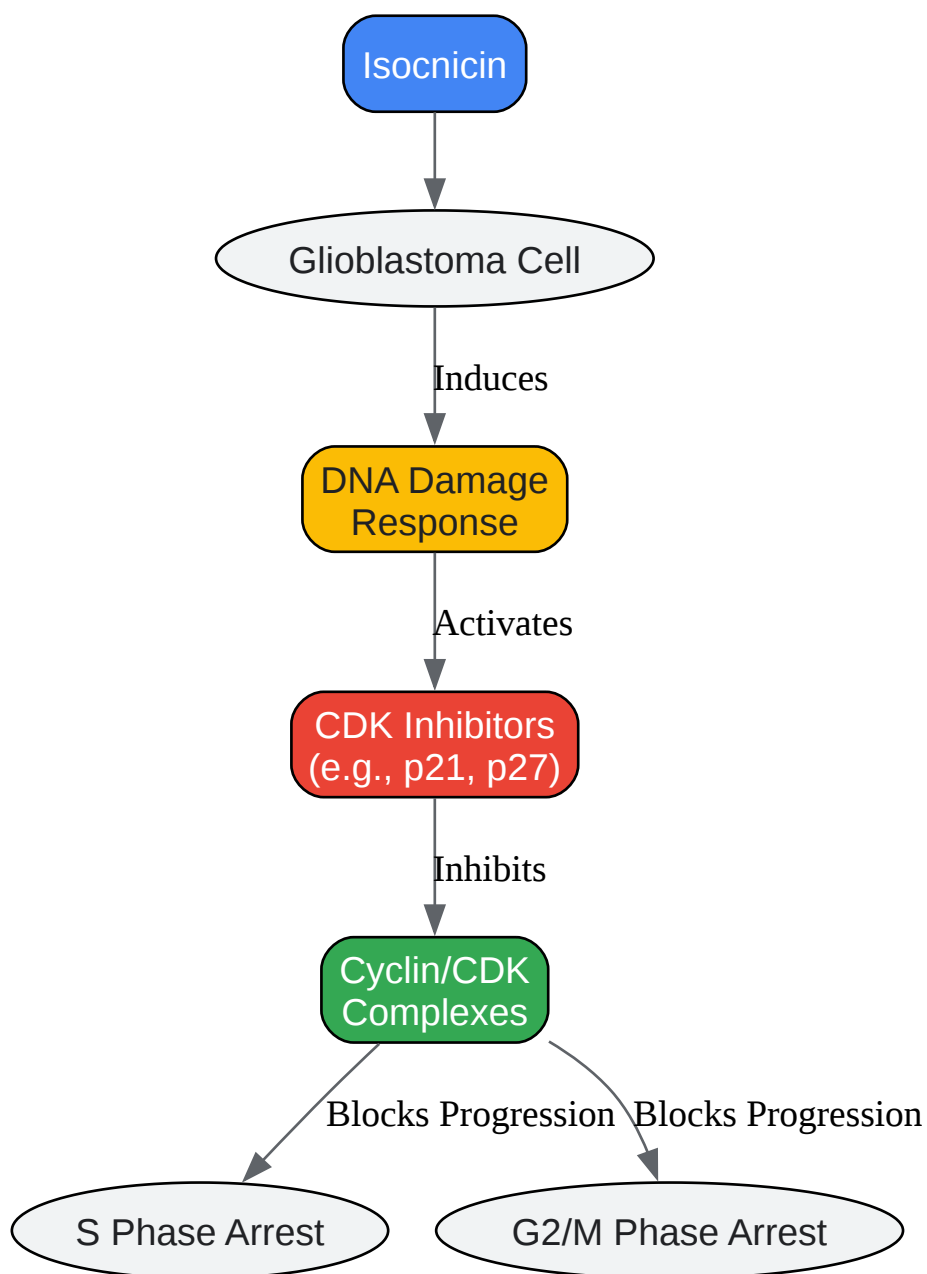 Isocnicin
Glioblastoma Cell
Induces
DNA Damage
Response
Activates
CDK Inhibitors
(e.g., p21, p27)
Inhibits
Cyclin/CDK
Complexes
Blocks Progression
Blocks Progression
S Phase Arrest
G2/M Phase Arrest